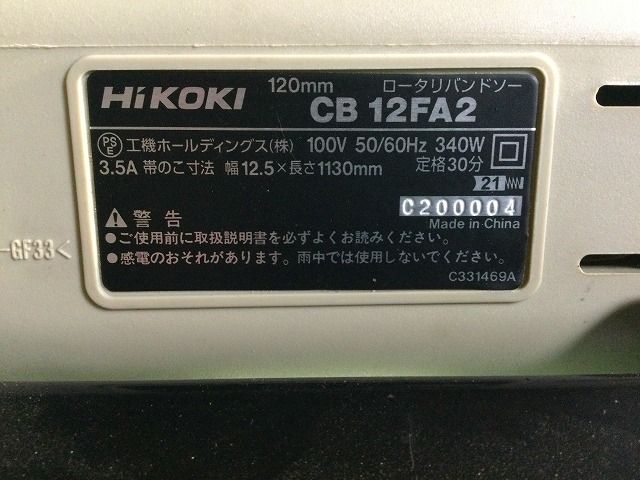 HiKOKI 120mm ロータリバンドソー
CB 12FA2
PS E 工機ホールディングス(株) 100V 50/60Hz 340W
3.5A 帯のこ寸法 幅12.5×長さ1130mm 定格30分
21
C200004
Made in China
警告
●ご使用前に取扱説明書を必ずよくお読みください。
●感電のおそれがあります。雨中では使用しないでください。
C331469A
-GF33<